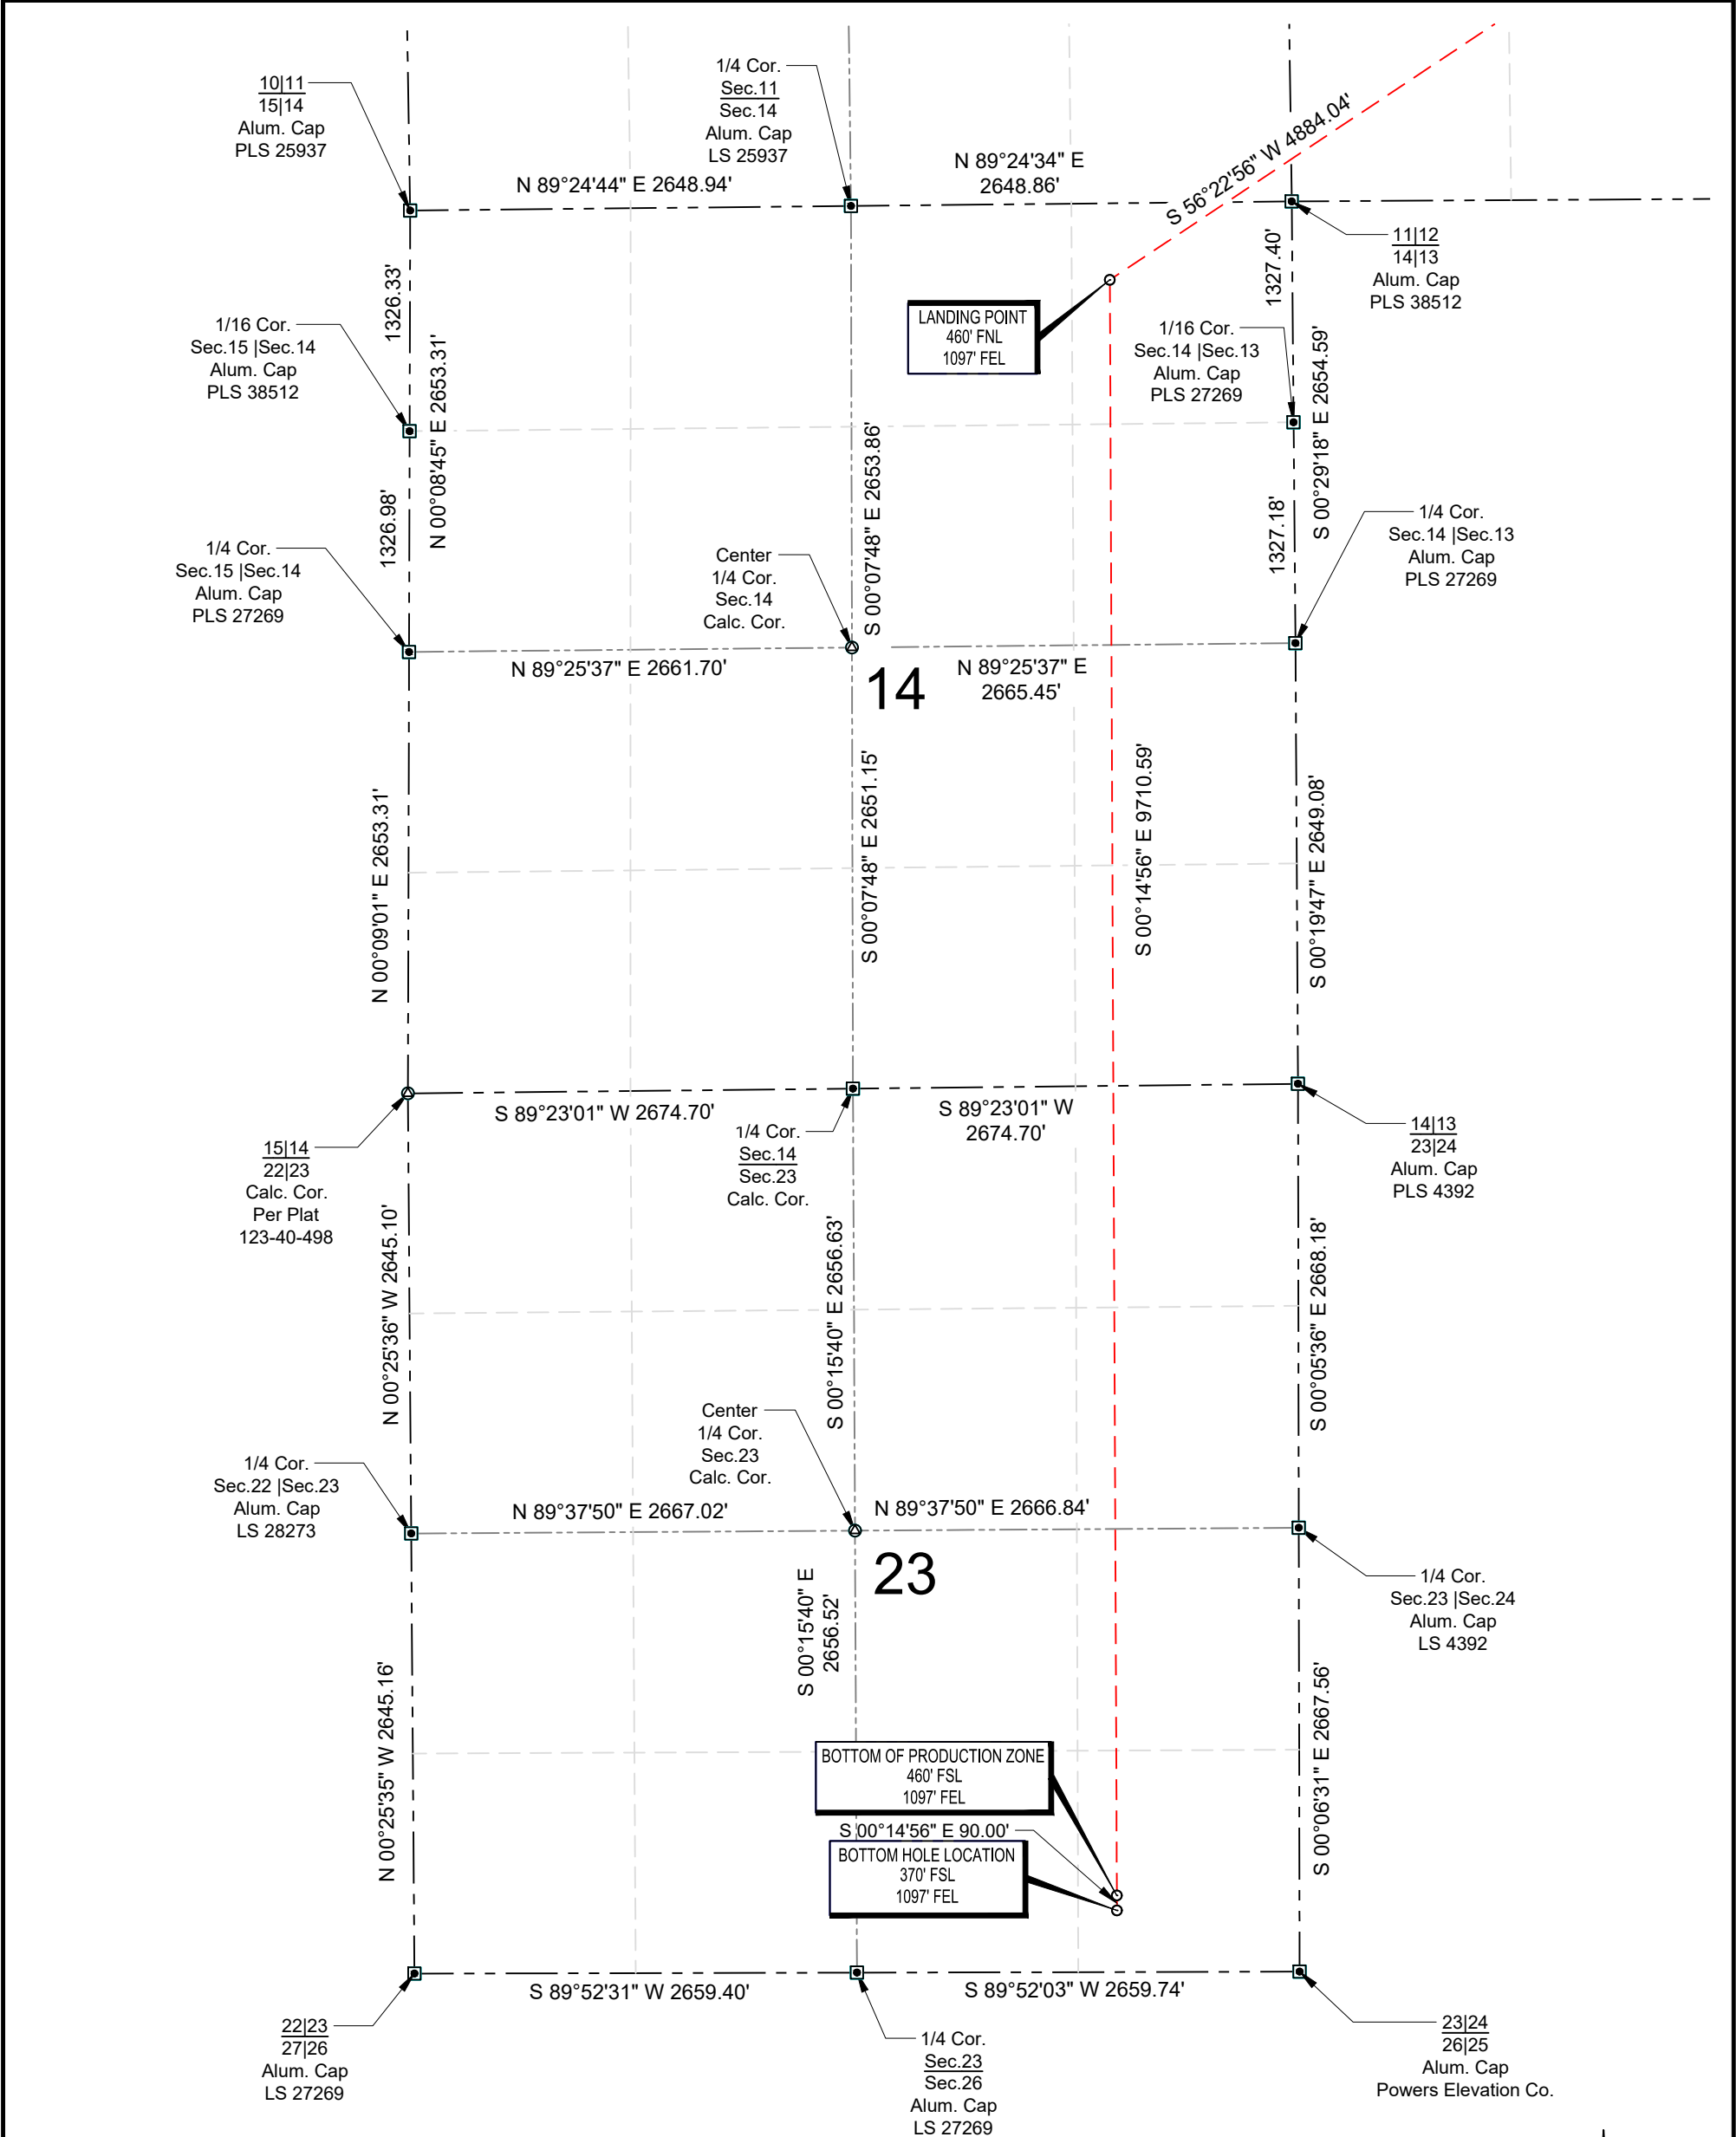 10|11
15|14
Alum. Cap
PLS 25937
1/4 Cor.
Sec.11
Sec.14
Alum. Cap
LS 25937
N 89°24'44" E 2648.94'
N 89°24'34" E
2648.86'
S 56°22'56" W 4884.04'
11|12
14|13
Alum. Cap
PLS 38512
1326.33'
1327.40'
LANDING POINT
460' FNL
1097' FEL
1/16 Cor.
Sec.15 |Sec.14
Alum. Cap
PLS 38512
1/16 Cor.
Sec.14 |Sec.13
Alum. Cap
PLS 27269
N 00°08'45" E 2653.31'
S 00°07'48" E 2653.86'
S 00°29'18" E 2654.59'
1326.98'
1327.18'
1/4 Cor.
Sec.15 |Sec.14
Alum. Cap
PLS 27269
Center
1/4 Cor.
Sec.14
Calc. Cor.
1/4 Cor.
Sec.14 |Sec.13
Alum. Cap
PLS 27269
N 89°25'37" E 2661.70'
14
N 89°25'37" E
2665.45'
N 00°09'01" E 2653.31'
S 00°07'48" E 2651.15'
S 00°14'56" E 9710.59'
S 00°19'47" E 2649.08'
S 89°23'01" W 2674.70'
S 89°23'01" W
2674.70'
15|14
22|23
Calc. Cor.
Per Plat
123-40-498
1/4 Cor.
Sec.14
Sec.23
Calc. Cor.
14|13
23|24
Alum. Cap
PLS 4392
N 00°25'36" W 2645.10'
S 00°15'40" E 2656.63'
S 00°05'36" E 2668.18'
Center
1/4 Cor.
Sec.23
Calc. Cor.
1/4 Cor.
Sec.22 |Sec.23
Alum. Cap
LS 28273
N 89°37'50" E 2667.02'
N 89°37'50" E 2666.84'
23
1/4 Cor.
Sec.23 |Sec.24
Alum. Cap
LS 4392
S 00°15'40" E
2656.52'
N 00°25'35" W 2645.16'
S 00°06'31" E 2667.56'
BOTTOM OF PRODUCTION ZONE
460' FSL
1097' FEL
S 00°14'56" E 90.00'
BOTTOM HOLE LOCATION
370' FSL
1097' FEL
S 89°52'31" W 2659.40'
S 89°52'03" W 2659.74'
22|23
27|26
Alum. Cap
LS 27269
1/4 Cor.
Sec.23
Sec.26
Alum. Cap
LS 27269
23|24
26|25
Alum. Cap
Powers Elevation Co.